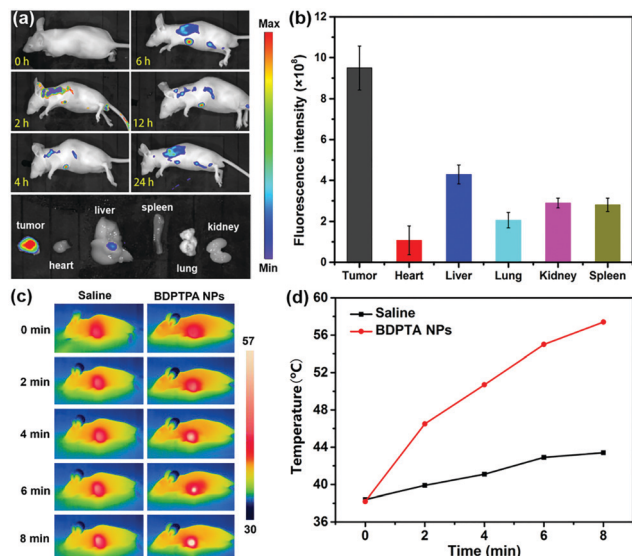 (a)
Max
0 h
6 h
2 h
12 h
4 h
24 h
tumor
heart
liver
spleen
lung
kidney
Min
(b)
Fluorescence intensity (×10⁸)
12
10
8
6
4
2
0
Tumor Heart Liver Lung Kidney Spleen
(c)
Saline BDPTPA NPs
0 min
2 min
4 min
6 min
8 min
57
30
(d)
Saline
BDPTA NPs
Temperature(℃)
60
56
52
48
44
40
36
0 2 4 6 8
Time (min)